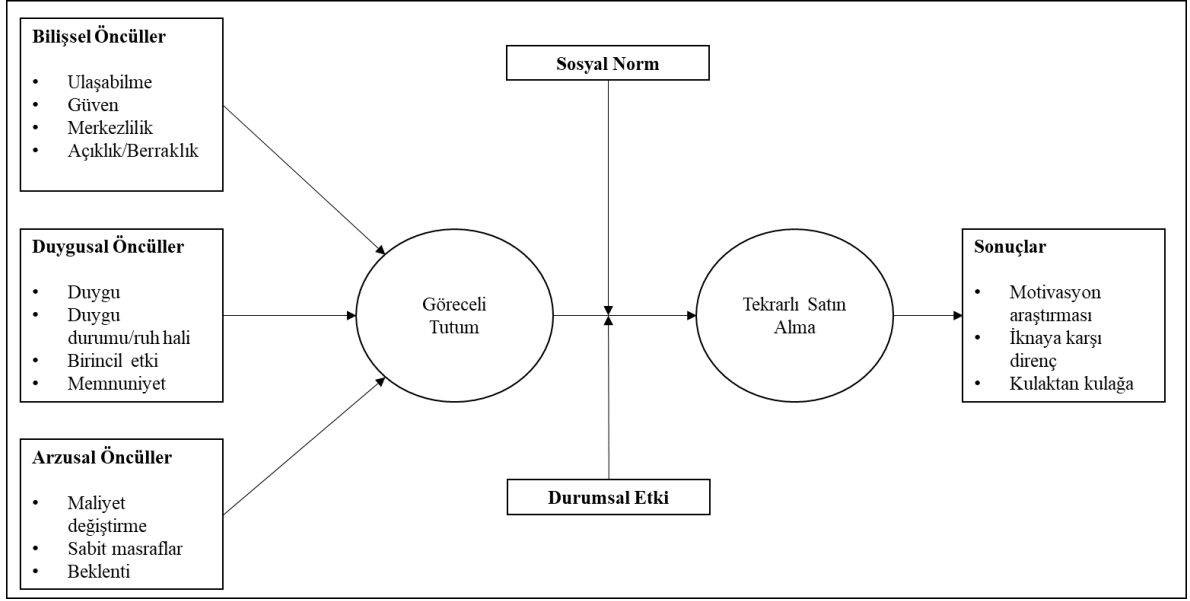 Bilişsel Öncüller
• Ulaşabilme
• Güven
• Merkezlilik
• Açıklık/Berraklık
Duygusal Öncüller
• Duygu
• Duygu
durumu/ruh hali
• Birincil etki
• Memnuniyet
Arzusal Öncüller
• Maliyet
değiştirme
• Sabit masraflar
• Beklenti
Göreceli
Tutum
Sosyal Norm
Durumsal Etki
Tekrarlı Satın
Alma
Sonuçlar
• Motivasyon
araştırması
• İknaya karşı
direnç
• Kulaktan kulağa